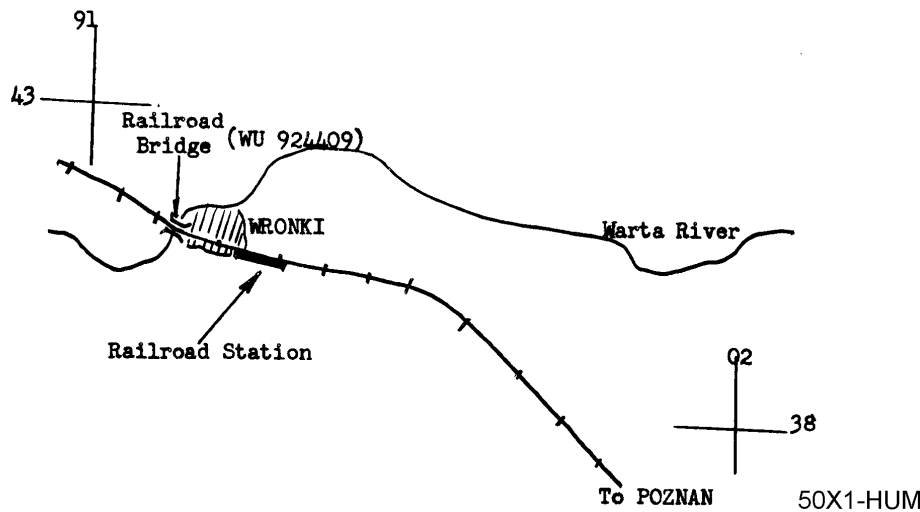 91
43
Railroad
Bridge (WU 924409)
WRONKI
Warta River
Railroad Station
02
38
To POZNAN
50X1-HUM